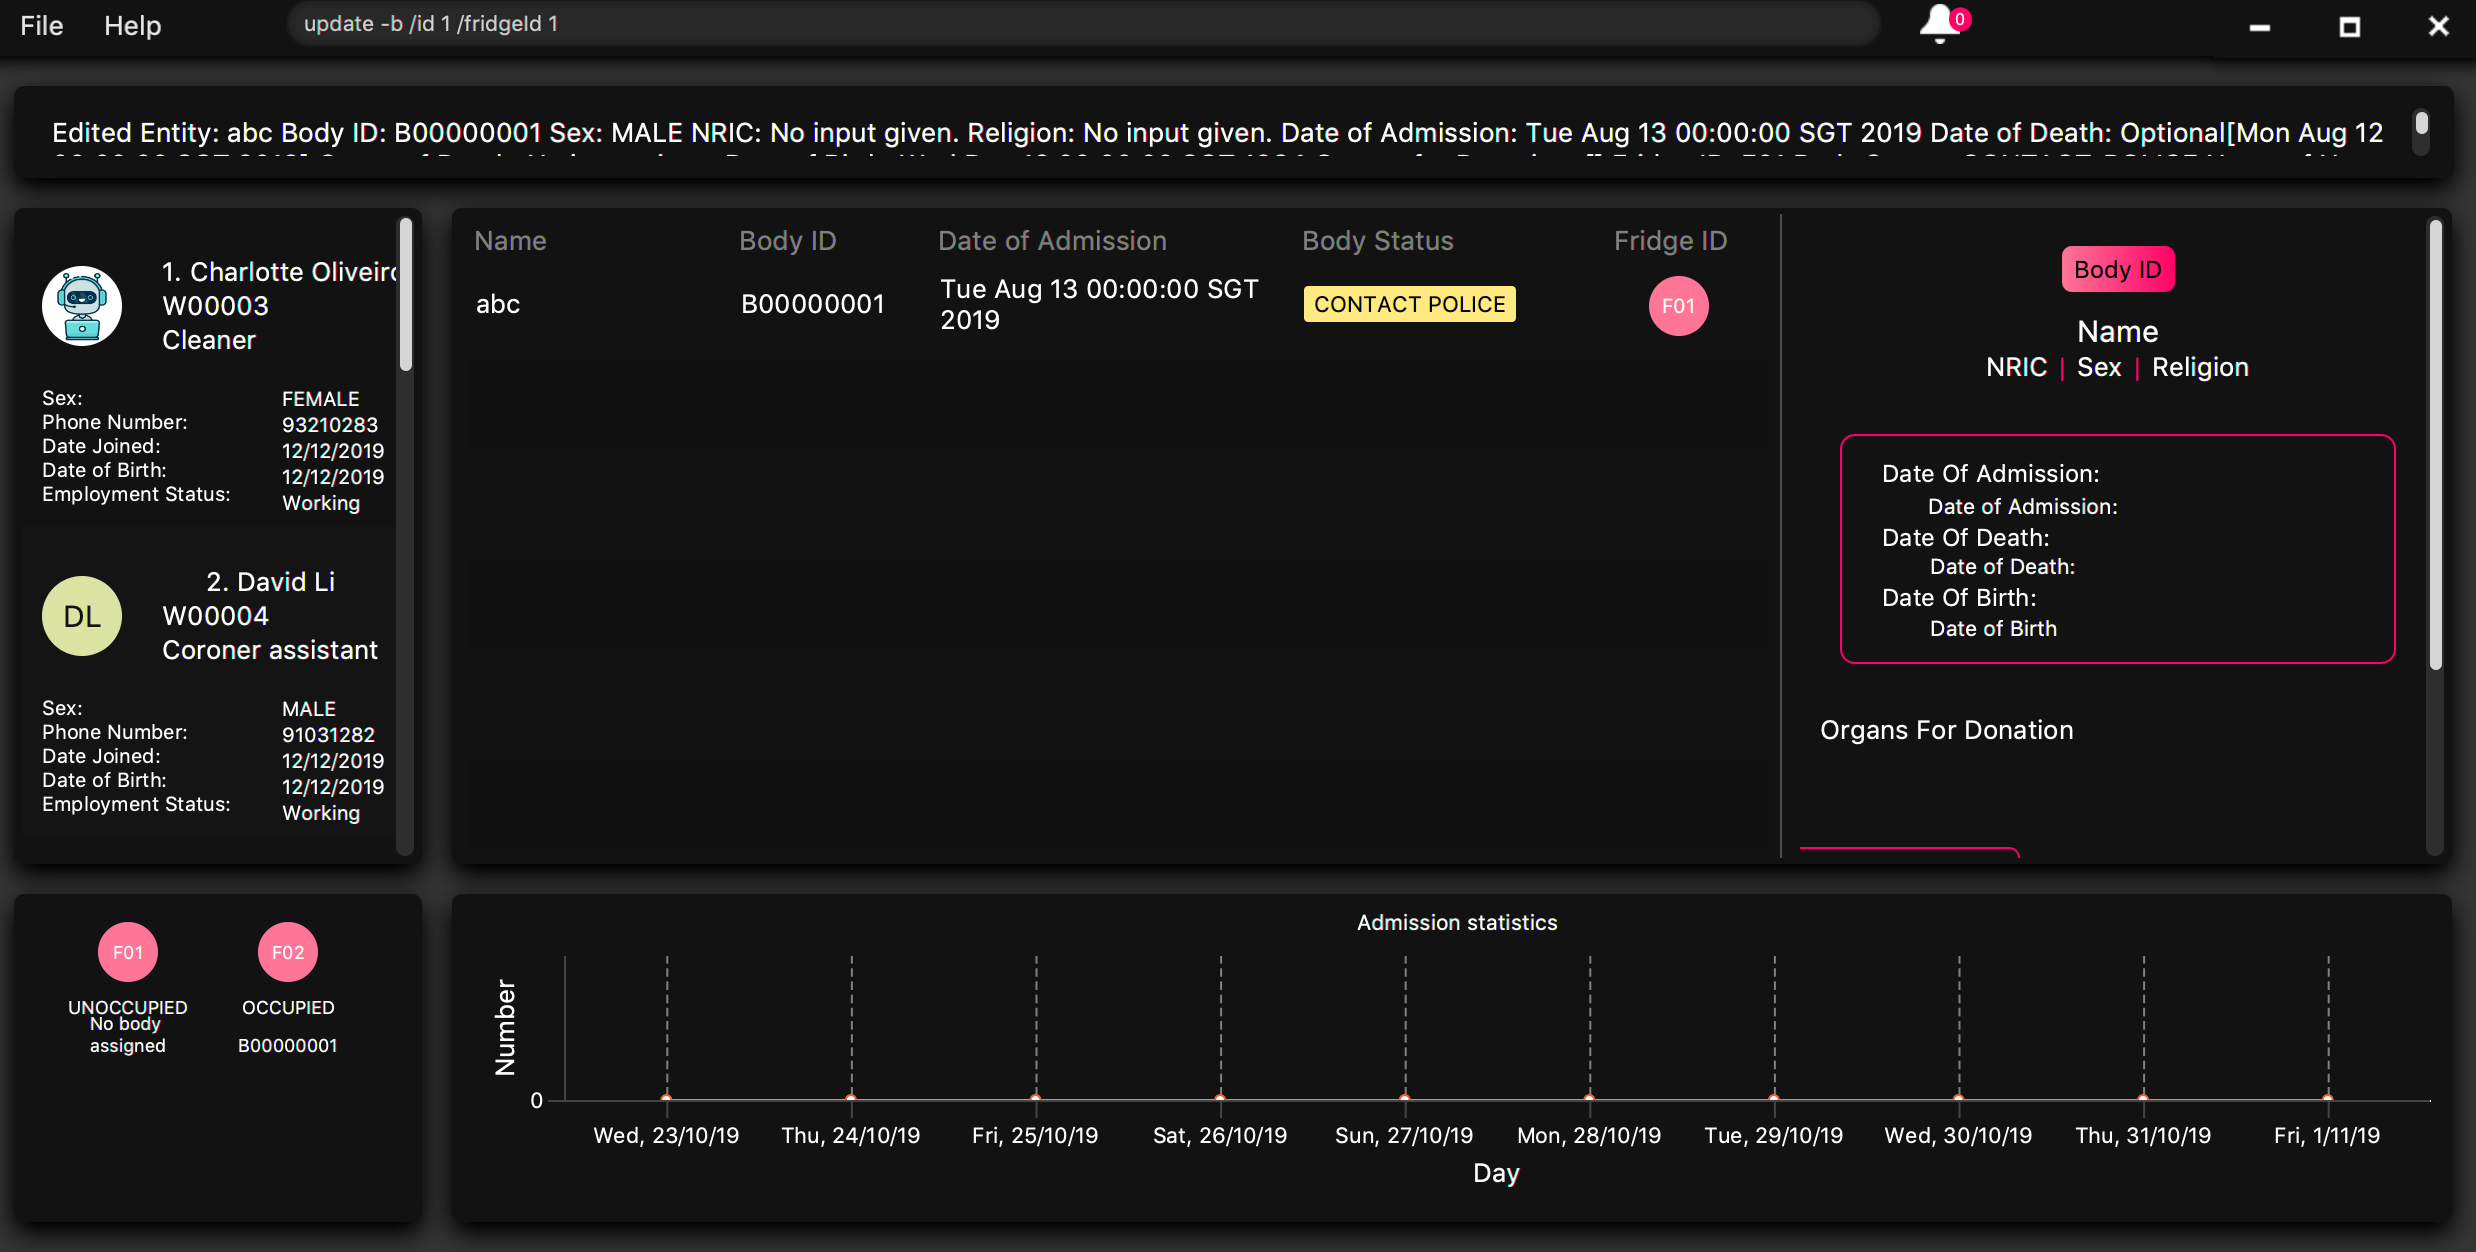 File Help update -b /id 1 /fridgeId 1 0
Edited Entity: abc Body ID: B00000001 Sex: MALE NRIC: No input given. Religion: No input given. Date of Admission: Tue Aug 13 00:00:00 SGT 2019 Date of Death: Optional[Mon Aug 12
1. Charlotte
W00003
Cleaner
Sex: FEMALE
Phone Number: 93210283
Date Joined: 12/12/2019
Date of Birth: 12/12/2019
Employment Status: Working
DL
2. David Li
W00004
Coroner assistant
Sex: MALE
Phone Number: 91031282
Date Joined: 12/12/2019
Date of Birth: 12/12/2019
Employment Status: Working
Name Body ID Date of Admission Body Status Fridge ID
abc B00000001 Tue Aug 13 00:00:00 SGT
2019 CONTACT POLICE F01
Body ID
Name
NRIC | Sex | Religion
Date Of Admission:
Date of Admission:
Date Of Death:
Date of Death:
Date Of Birth:
Date of Birth
Organs For Donation
F01 F02
UNOCCUPIED OCCUPIED
No body
assigned B00000001
Admission statistics
Number
0
Wed, 23/10/19 Thu, 24/10/19 Fri, 25/10/19 Sat, 26/10/19 Sun, 27/10/19 Mon, 28/10/19 Tue, 29/10/19 Wed, 30/10/19 Thu, 31/10/19 Fri, 1/11/19
Day